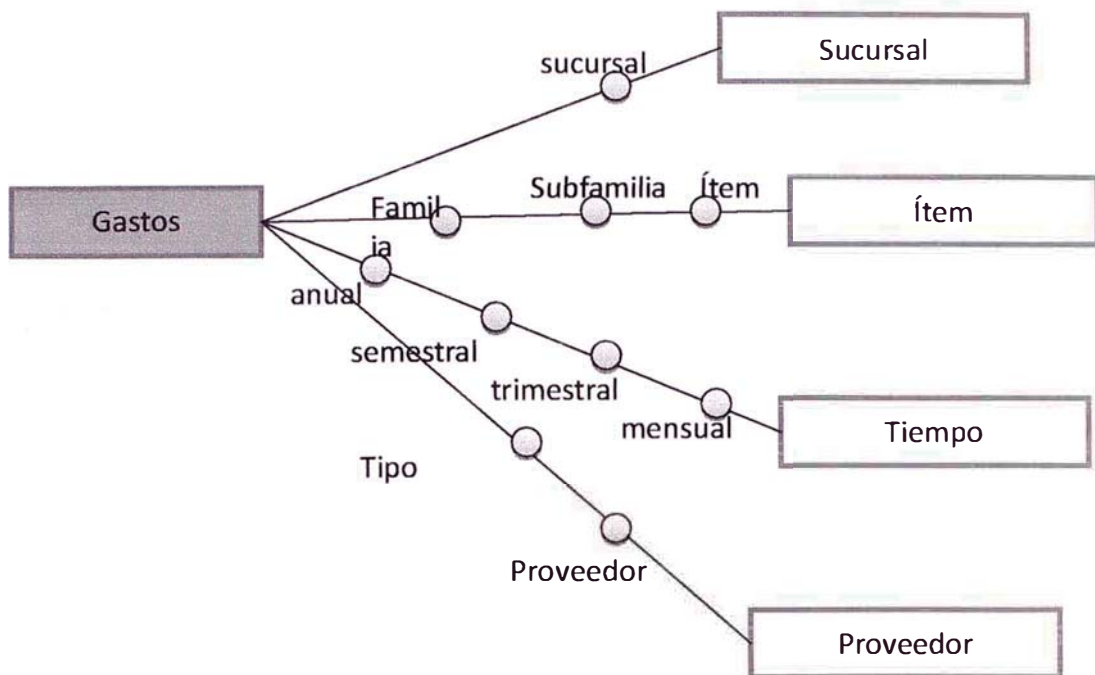 Sucursal
sucursal
Subfamilia
Ítem
Famil
ia
Ítem
Gastos
anual
semestral
trimestral
mensual
Tiempo
Tipo
Proveedor
Proveedor